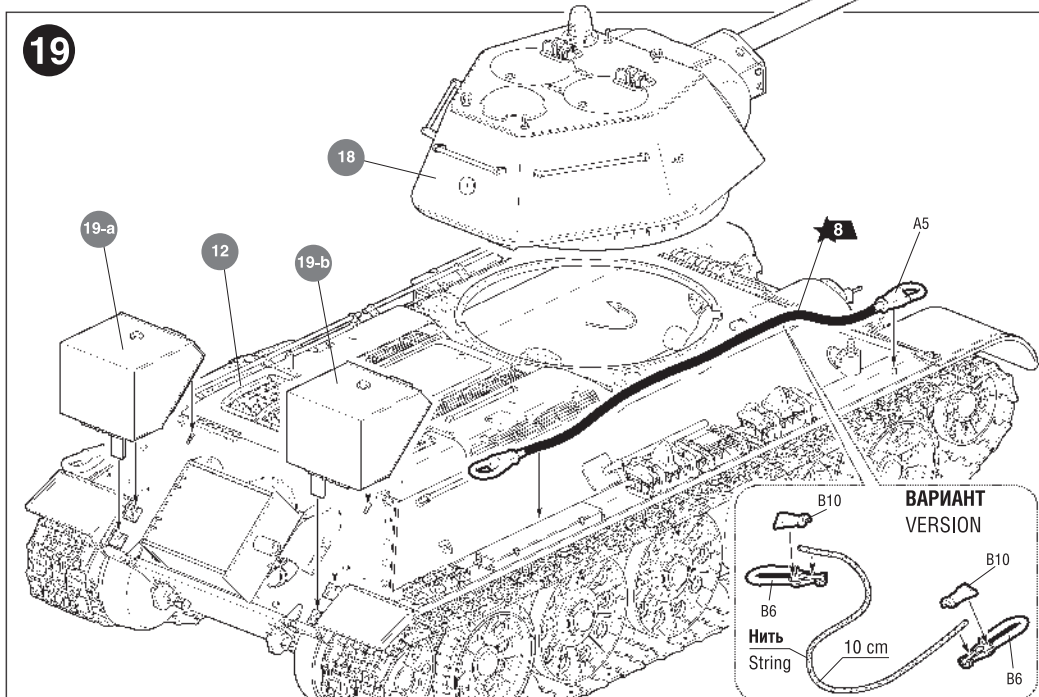 19
18
19-a
12
19-b
8
A5
B10
ВАРИАНТ
VERSION
B10
B6
Нить
String
10 cm
B6